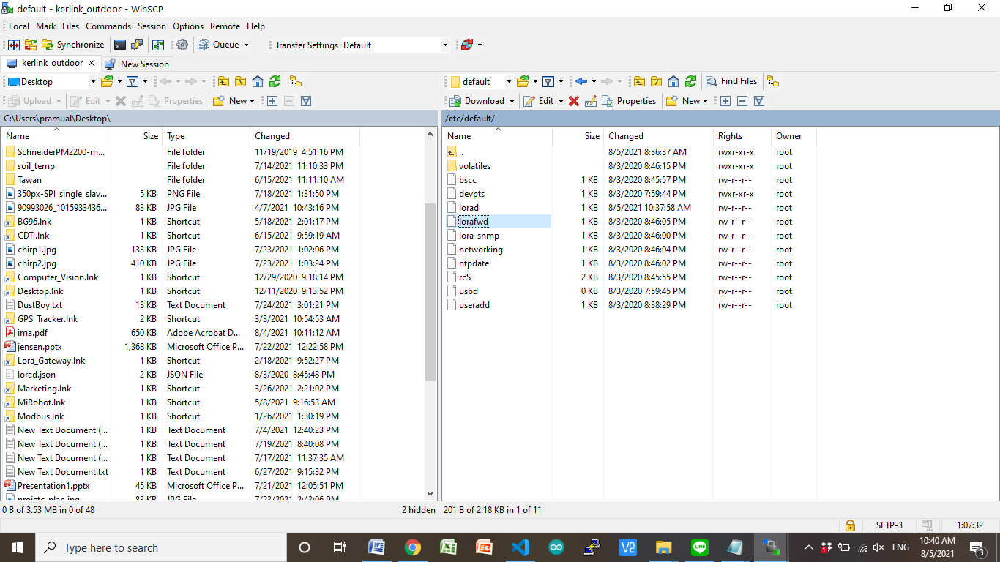 default - kerlink_outdoor - WinSCP
Local Mark Files Commands Session Options Remote Help
Synchronize Queue Transfer Settings Default
kerlink_outdoor × New Session
Desktop default Find Files
Upload Edit Properties New Download Edit Properties New
C:\Users\pramual\Desktop\ /etc/default/
Name Size Type Changed
SchneiderPM2200-m... File folder 11/19/2019 4:51:16 PM
soil_temp File folder 7/14/2021 11:10:33 PM
Tawan File folder 6/15/2021 11:11:10 AM
350px-SPI_single_slav... 5 KB PNG File 7/18/2021 1:31:50 PM
90993026_1015933436... 83 KB JPG File 4/7/2021 10:43:16 PM
BG96.lnk 1 KB Shortcut 5/18/2021 2:01:17 PM
CDTI.lnk 1 KB Shortcut 6/15/2021 9:59:19 AM
chirp1.jpg 133 KB JPG File 7/23/2021 1:02:06 PM
chirp2.jpg 410 KB JPG File 7/23/2021 1:03:24 PM
Computer_Vision.lnk 1 KB Shortcut 12/29/2020 9:18:14 PM
Desktop.lnk 1 KB Shortcut 12/11/2020 9:13:52 PM
DustBoy.txt 13 KB Text Document 7/24/2021 3:01:21 PM
GPS_Tracker.lnk 2 KB Shortcut 3/3/2021 10:54:53 AM
ima.pdf 650 KB Adobe Acrobat D... 8/4/2021 10:11:12 AM
jensen.pptx 1,368 KB Microsoft Office P... 7/22/2021 12:22:58 PM
Lora_Gateway.lnk 1 KB Shortcut 2/18/2021 9:52:27 PM
lorad.json 2 KB JSON File 8/3/2020 8:45:48 PM
Marketing.lnk 1 KB Shortcut 3/26/2021 2:21:02 PM
MiRobot.lnk 1 KB Shortcut 5/8/2021 9:16:53 AM
Modbus.lnk 1 KB Shortcut 1/26/2021 1:30:19 PM
New Text Document (... 1 KB Text Document 7/4/2021 12:40:23 PM
New Text Document (... 1 KB Text Document 7/19/2021 8:40:08 PM
New Text Document (... 1 KB Text Document 7/17/2021 11:37:35 AM
New Text Document.txt 1 KB Text Document 6/27/2021 9:15:32 PM
Presentation1.pptx 45 KB Microsoft Office P... 7/21/2021 12:05:51 PM
projets_plan.jpg 83 KB JPG File 7/23/2021 2:43:06 PM
Name Size Changed Rights Owner
.. 8/5/2021 8:36:37 AM rwxr-xr-x root
volatiles 8/3/2020 8:46:15 PM rwxr-xr-x root
bscc 1 KB 8/3/2020 8:45:57 PM rw-r--r-- root
devpts 1 KB 8/3/2020 7:59:44 PM rwxr-xr-x root
lorad 1 KB 8/5/2021 10:37:58 AM rw-r--r-- root
lorafwd 1 KB 8/3/2020 8:46:05 PM rw-r--r-- root
lora-snmp 1 KB 8/3/2020 8:46:00 PM rw-r--r-- root
networking 1 KB 8/3/2020 8:46:04 PM rw-r--r-- root
ntpdate 1 KB 8/3/2020 8:46:02 PM rw-r--r-- root
rcS 2 KB 8/3/2020 8:45:55 PM rw-r--r-- root
usbd 0 KB 8/3/2020 7:59:45 PM rw-r--r-- root
useradd 1 KB 8/3/2020 8:38:29 PM rw-r--r-- root
0 B of 3.53 MB in 0 of 48 2 hidden 201 B of 2.18 KB in 1 of 11
SFTP-3 1:07:32
Type here to search ENG 10:40 AM
8/5/2021 3